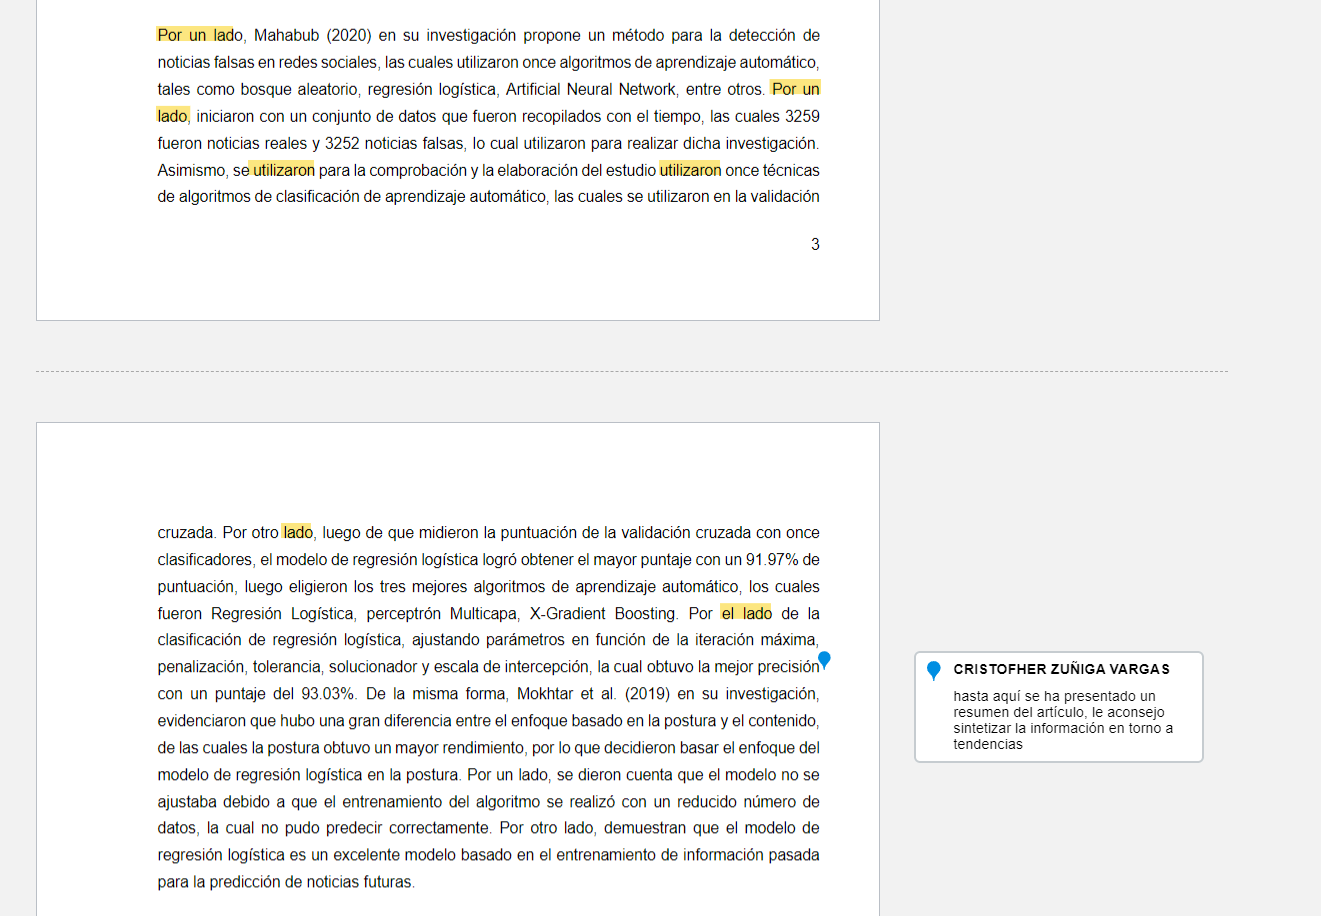 Por un lado, Mahabub (2020) en su investigación propone un método para la detección de
noticias falsas en redes sociales, las cuales utilizaron once algoritmos de aprendizaje automático,
tales como bosque aleatorio, regresión logística, Artificial Neural Network, entre otros. Por un
lado, iniciaron con un conjunto de datos que fueron recopilados con el tiempo, las cuales 3259
fueron noticias reales y 3252 noticias falsas, lo cual utilizaron para realizar dicha investigación.
Asimismo, se utilizaron para la comprobación y la elaboración del estudio utilizaron once técnicas
de algoritmos de clasificación de aprendizaje automático, las cuales se utilizaron en la validación
3
cruzada. Por otro lado, luego de que midieron la puntuación de la validación cruzada con once
clasificadores, el modelo de regresión logística logró obtener el mayor puntaje con un 91.97% de
puntuación, luego eligieron los tres mejores algoritmos de aprendizaje automático, los cuales
fueron Regresión Logística, perceptrón Multicapa, X-Gradient Boosting. Por el lado de la
clasificación de regresión logística, ajustando parámetros en función de la iteración máxima,
penalización, tolerancia, solucionador y escala de intercepción, la cual obtuvo la mejor precisión
con un puntaje del 93.03%. De la misma forma, Mokhtar et al. (2019) en su investigación,
evidenciaron que hubo una gran diferencia entre el enfoque basado en la postura y el contenido,
de las cuales la postura obtuvo un mayor rendimiento, por lo que decidieron basar el enfoque del
modelo de regresión logística en la postura. Por un lado, se dieron cuenta que el modelo no se
ajustaba debido a que el entrenamiento del algoritmo se realizó con un reducido número de
datos, la cual no pudo predecir correctamente. Por otro lado, demuestran que el modelo de
regresión logística es un excelente modelo basado en el entrenamiento de información pasada
para la predicción de noticias futuras.
CRISTOFHER ZUÑIGA VARGAS
hasta aquí se ha presentado un
resumen del artículo, le aconsejo
sintetizar la información en torno a
tendencias